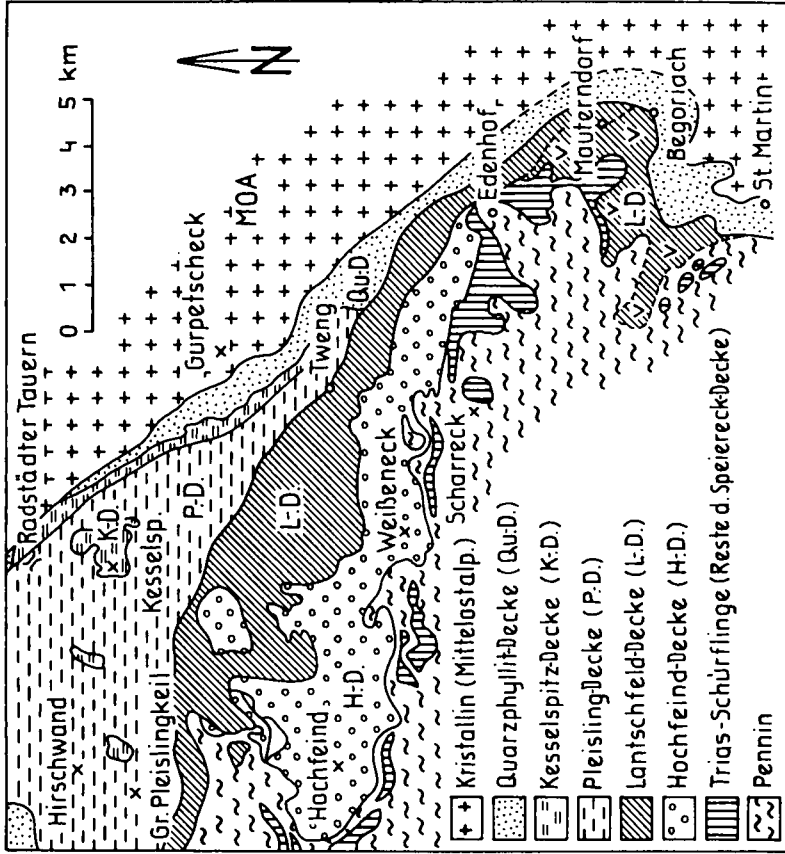 Radstädter Tauern
0 1 2 3 4 5 km
N
Gurpetscheck
MOA
Hirschwand
K.-D.
Kesselsp.
P.-D.
Gr. Pleislingkeil
Tweng
Qu.-D.
L.-D.
Hochfeind
H.-D.
Weißeneck
Scharreck
Edenhof
Mauterndorf
L.-D.
Begöriach
St. Martin
Kristallin (Mittelostalp.)
Quarzphyllit-Decke (Qu.-D.)
Kesselspitz-Decke (K.-D.)
Pleisling-Decke (P.-D.)
Lantschfeld-Decke (L.-D.)
Hochfeind-Decke (H.-D.)
Trias-Schürflinge (Reste d. Speiereck-Decke)
Pennin